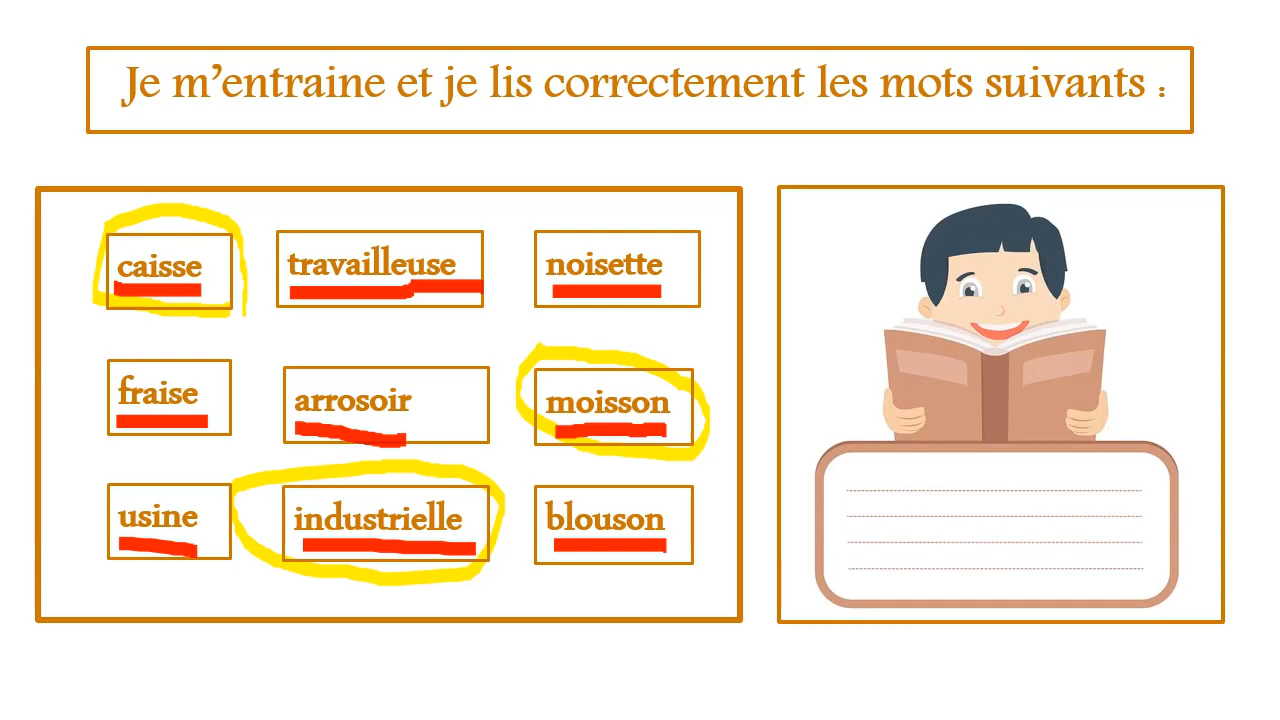 Je m’entraine et je lis correctement les mots suivants :
caisse travailleuse noisette
fraise arrosoir moisson
usine industrielle blouson